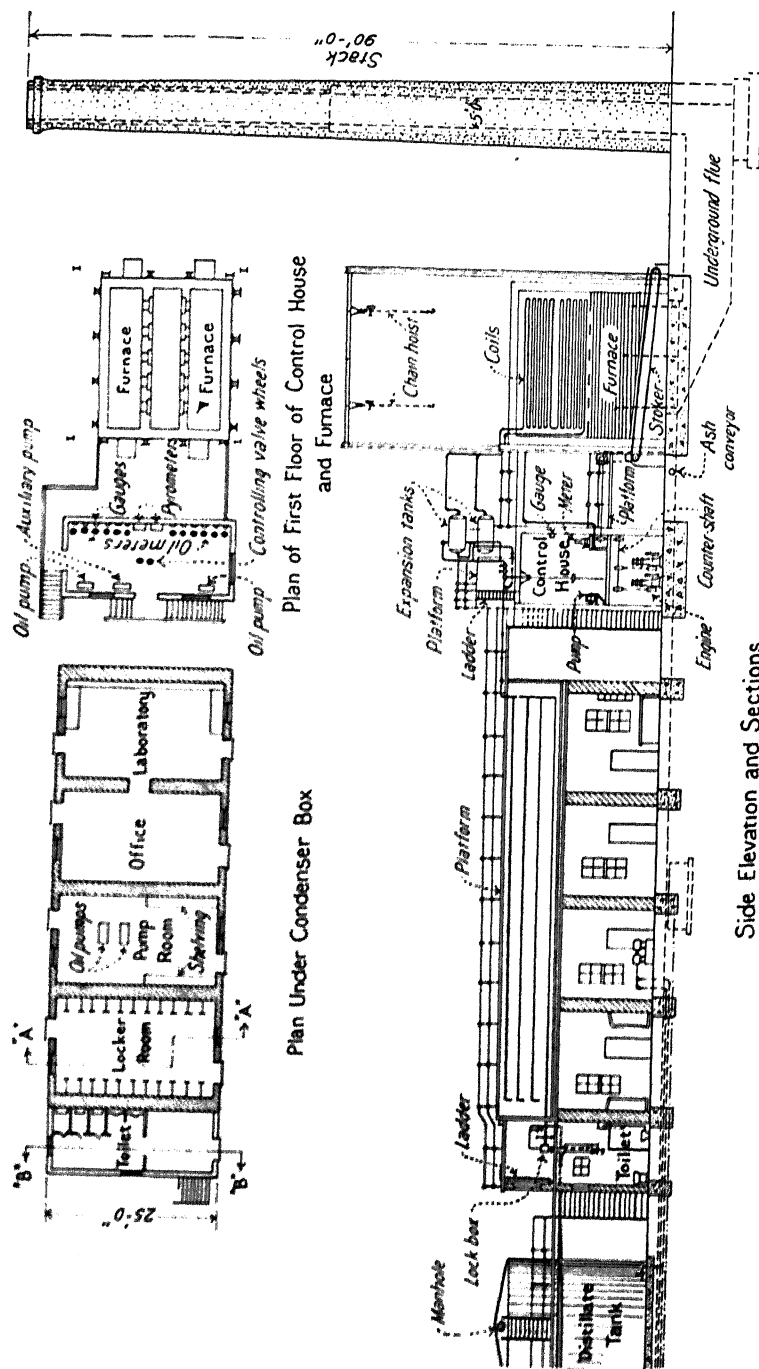 "B"
"A"
25'-0"
Toilet
Locker
Room
Oil pumps
Pump
Room
Shelving
Office
Laboratory
"B"
"A"
Plan Under Condenser Box
Oil pump
Auxiliary pump
Gauges
Pyrometers
Oil meters
Oil pump
Controlling valve wheels
Furnace
Furnace
Plan of First Floor of Control House
and Furnace
Stack
90'-0"
5'0"
Manhole
Lock box
Ladder
Distillate
Tank
Toilet
Platform
Ladder
Platform
Expansion tanks
Pump
Control
House
Gauge
Meter
Platform
Engine
Counter shaft
Ash
conveyor
Chain hoist
Coils
Furnace
Stoker
Underground flue
Side Elevation and Sections